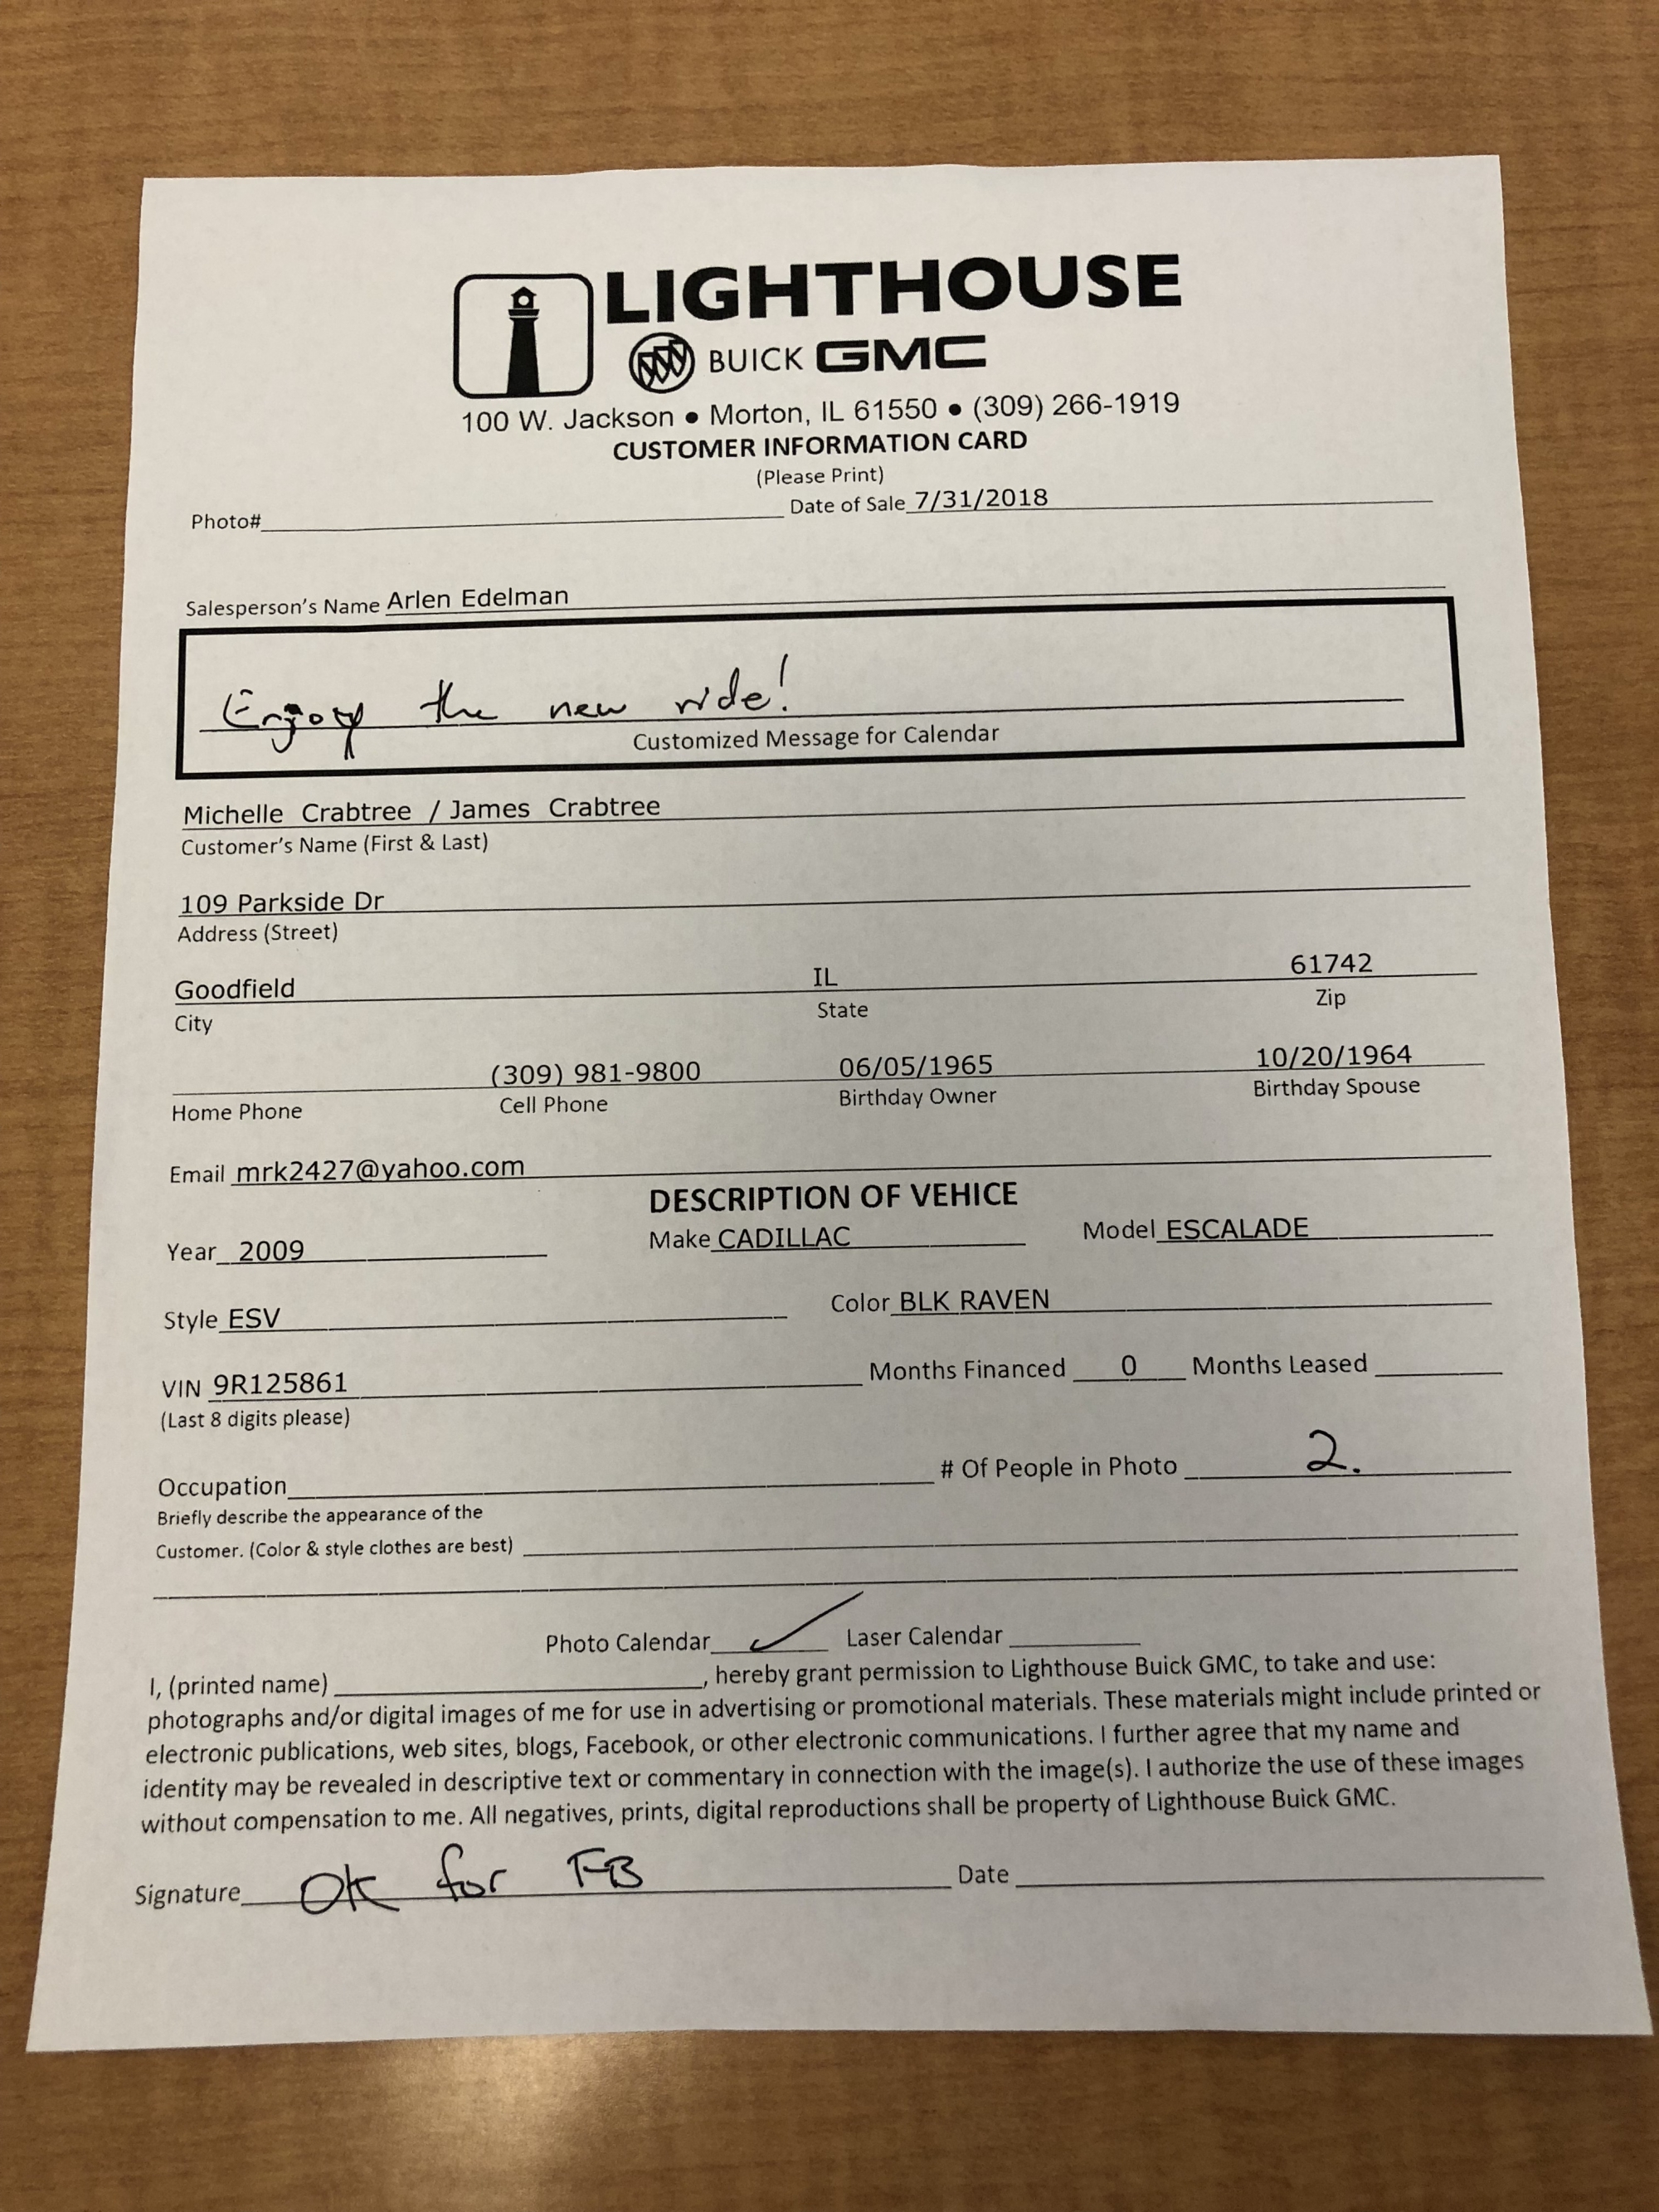 LIGHTHOUSE
BUICK GMC
100 W. Jackson • Morton, IL 61550 • (309) 266-1919
CUSTOMER INFORMATION CARD
(Please Print)
Photo# Date of Sale 7/31/2018
Salesperson's Name Arlen Edelman
Enjoy the new ride!
Customized Message for Calendar
Michelle Crabtree / James Crabtree
Customer's Name (First & Last)
109 Parkside Dr
Address (Street)
Goodfield IL 61742
City State Zip
(309) 981-9800 06/05/1965 10/20/1964
Home Phone Cell Phone Birthday Owner Birthday Spouse
Email mrk2427@yahoo.com
DESCRIPTION OF VEHICE
Year 2009 Make CADILLAC Model ESCALADE
Style ESV Color BLK RAVEN
VIN 9R125861 Months Financed 0 Months Leased
(Last 8 digits please)
Occupation # Of People in Photo 2.
Briefly describe the appearance of the
Customer. (Color & style clothes are best)
Photo Calendar ✓ Laser Calendar
I, (printed name) , hereby grant permission to Lighthouse Buick GMC, to take and use:
photographs and/or digital images of me for use in advertising or promotional materials. These materials might include printed or
electronic publications, web sites, blogs, Facebook, or other electronic communications. I further agree that my name and
identity may be revealed in descriptive text or commentary in connection with the image(s). I authorize the use of these images
without compensation to me. All negatives, prints, digital reproductions shall be property of Lighthouse Buick GMC.
Signature OK for FB Date